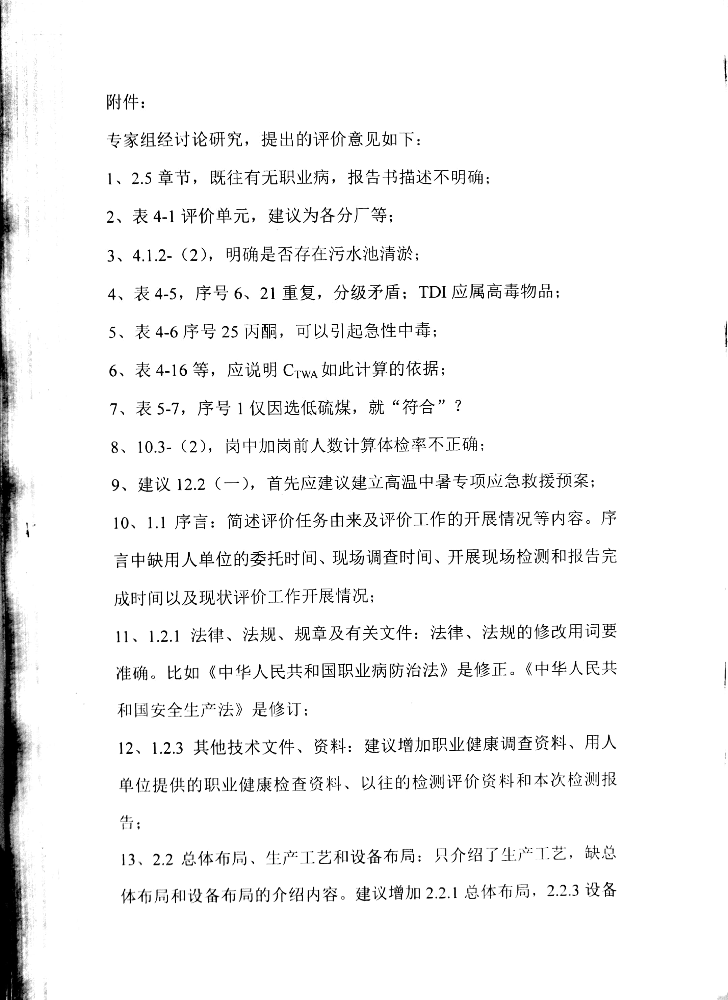 附件：
专家组经讨论研究，提出的评价意见如下：
1、2.5 章节，既往有无职业病，报告书描述不明确；
2、表 4-1 评价单元，建议为各分厂等；
3、4.1.2-（2），明确是否存在污水池清淤；
4、表 4-5，序号 6、21 重复，分级矛盾；TDI 应属高毒物品；
5、表 4-6 序号 25 丙酮，可以引起急性中毒；
6、表 4-16 等，应说明 CTWA 如此计算的依据；
7、表 5-7，序号 1 仅因选低硫煤，就“符合”？
8、10.3-（2），岗中加岗前人数计算体检率不正确；
9、建议 12.2（一），首先应建议建立高温中暑专项应急救援预案；
10、1.1 序言：简述评价任务由来及评价工作的开展情况等内容。序
言中缺用人单位的委托时间、现场调查时间、开展现场检测和报告完
成时间以及现状评价工作开展情况；
11、1.2.1 法律、法规、规章及有关文件：法律、法规的修改用词要
准确。比如《中华人民共和国职业病防治法》是修正。《中华人民共
和国安全生产法》是修订；
12、1.2.3 其他技术文件、资料：建议增加职业健康调查资料、用人
单位提供的职业健康检查资料、以往的检测评价资料和本次检测报
告；
13、2.2 总体布局、生产工艺和设备布局：只介绍了生产工艺，缺总
体布局和设备布局的介绍内容。建议增加 2.2.1 总体布局，2.2.3 设备